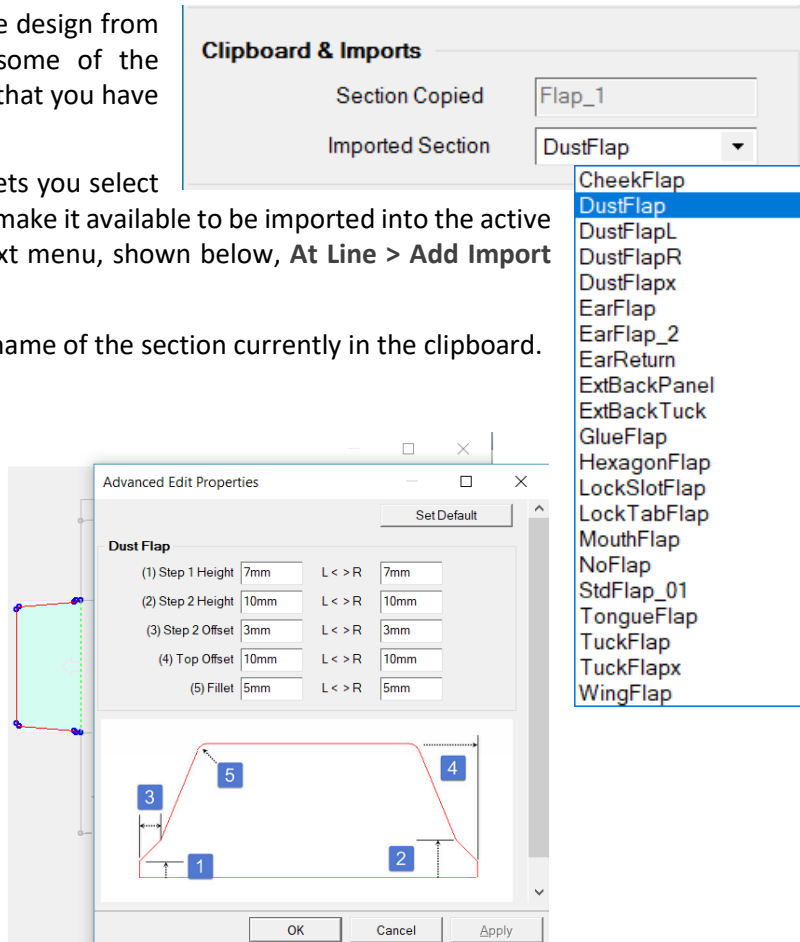 e design from
some of the
that you have
ets you select
make it available to be imported into the active
xt menu, shown below, At Line > Add Import
name of the section currently in the clipboard.
Clipboard & Imports
Section Copied Flap_1
Imported Section DustFlap
CheekFlap
DustFlap
DustFlapL
DustFlapR
DustFlapx
EarFlap
EarFlap_2
EarReturn
ExtBackPanel
ExtBackTuck
GlueFlap
HexagonFlap
LockSlotFlap
LockTabFlap
MouthFlap
NoFlap
StdFlap_01
TongueFlap
TuckFlap
TuckFlapx
WingFlap
Advanced Edit Properties
Set Default
Dust Flap
(1) Step 1 Height 7mm L < > R 7mm
(2) Step 2 Height 10mm L < > R 10mm
(3) Step 2 Offset 3mm L < > R 3mm
(4) Top Offset 10mm L < > R 10mm
(5) Fillet 5mm L < > R 5mm
5
4
3
1
2
OK Cancel Apply